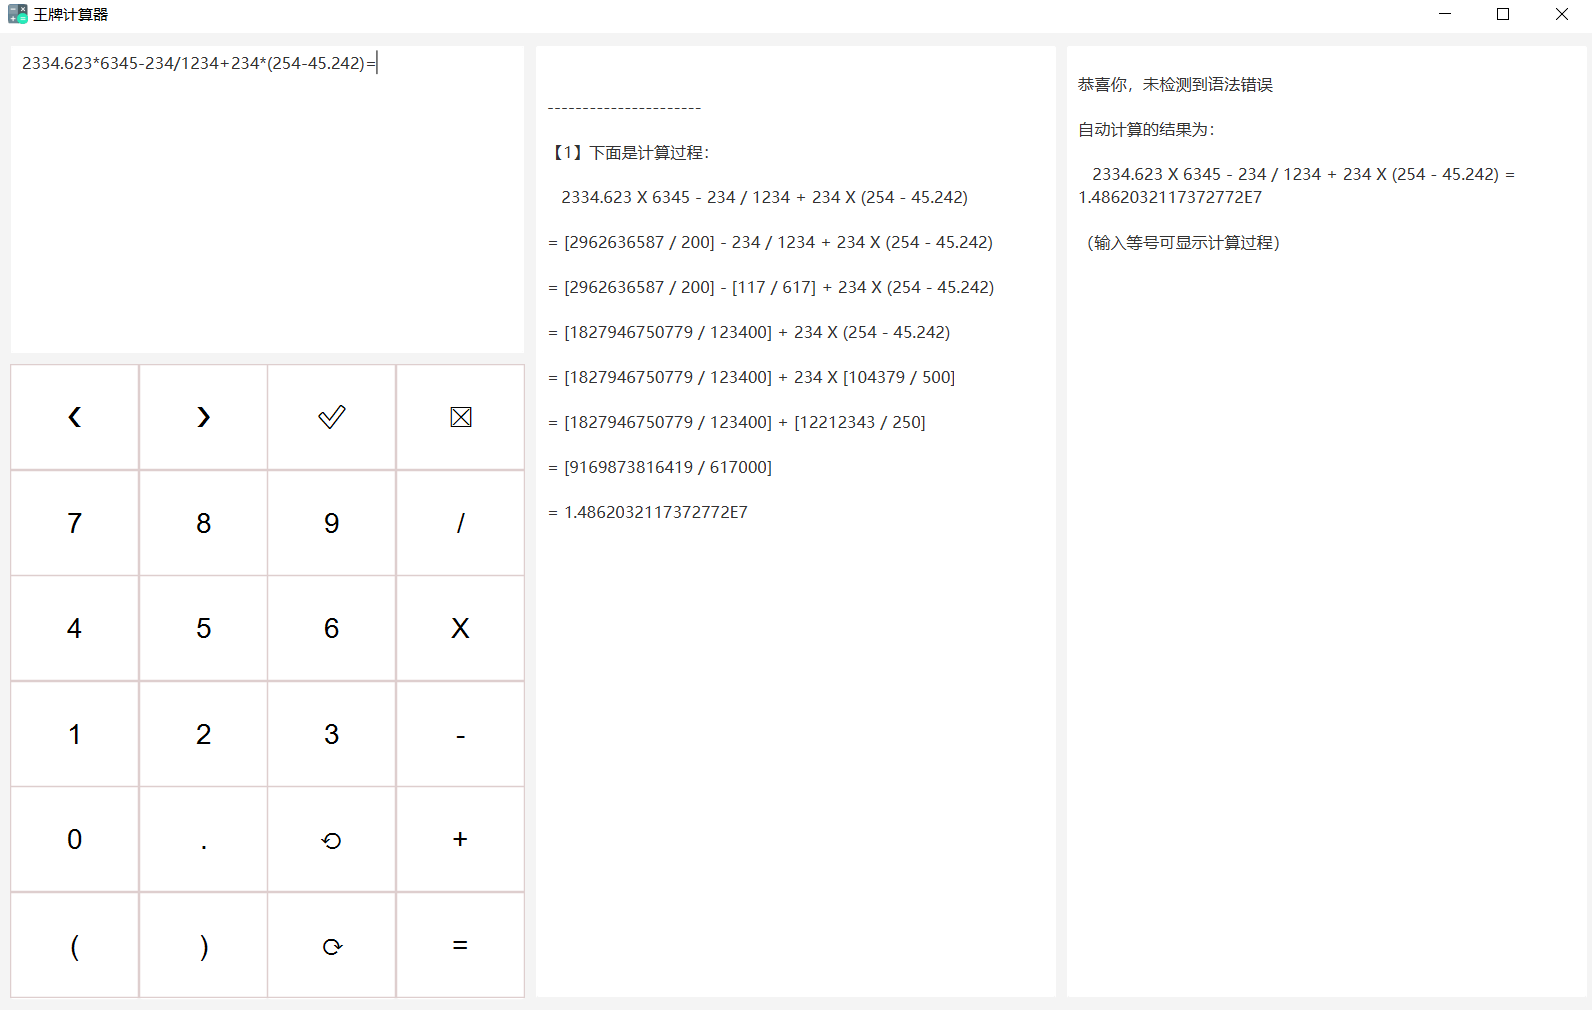 王牌计算器
2334.623*6345-234/1234+234*(254-45.242)=
‹ › ✓ ☒
7 8 9 /
4 5 6 X
1 2 3 -
0 . ⟲ +
( ) ⟳ =
----------------------
【1】下面是计算过程：
2334.623 X 6345 - 234 / 1234 + 234 X (254 - 45.242)
= [2962636587 / 200] - 234 / 1234 + 234 X (254 - 45.242)
= [2962636587 / 200] - [117 / 617] + 234 X (254 - 45.242)
= [1827946750779 / 123400] + 234 X (254 - 45.242)
= [1827946750779 / 123400] + 234 X [104379 / 500]
= [1827946750779 / 123400] + [12212343 / 250]
= [9169873816419 / 617000]
= 1.4862032117372772E7
恭喜你，未检测到语法错误
自动计算的结果为：
2334.623 X 6345 - 234 / 1234 + 234 X (254 - 45.242) =
1.4862032117372772E7
（输入等号可显示计算过程）